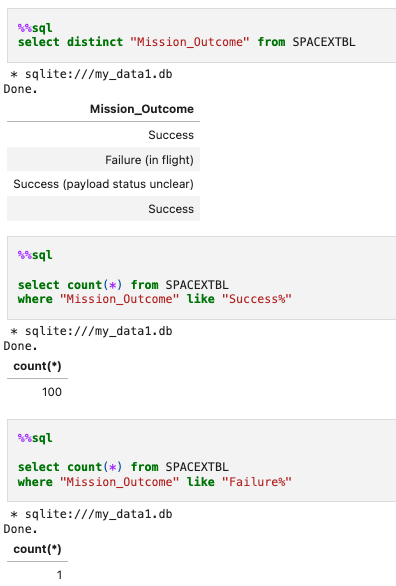 %%sql
select distinct "Mission_Outcome" from SPACEXTBL
* sqlite:///my_data1.db
Done.
Mission_Outcome
Success
Failure (in flight)
Success (payload status unclear)
Success
%%sql
select count(*) from SPACEXTBL
where "Mission_Outcome" like "Success%"
* sqlite:///my_data1.db
Done.
count(*)
100
%%sql
select count(*) from SPACEXTBL
where "Mission_Outcome" like "Failure%"
* sqlite:///my_data1.db
Done.
count(*)
1